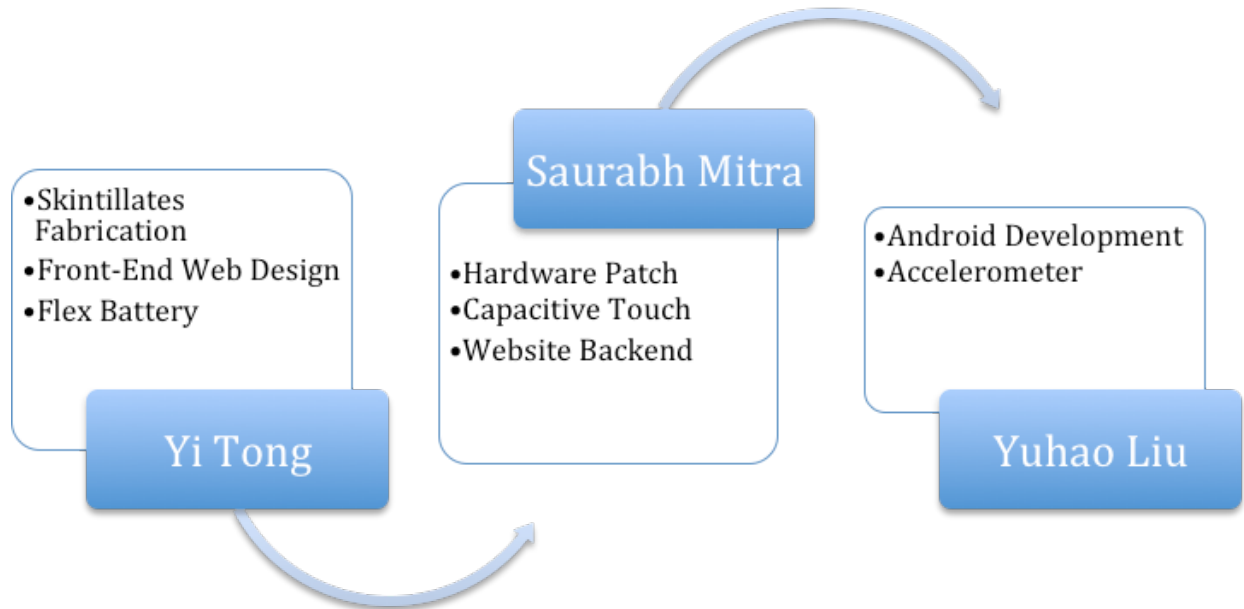 •Skintillates
Fabrication
•Front-End Web Design
•Flex Battery
Yi Tong
Saurabh Mitra
•Hardware Patch
•Capacitive Touch
•Website Backend
•Android Development
•Accelerometer
Yuhao Liu